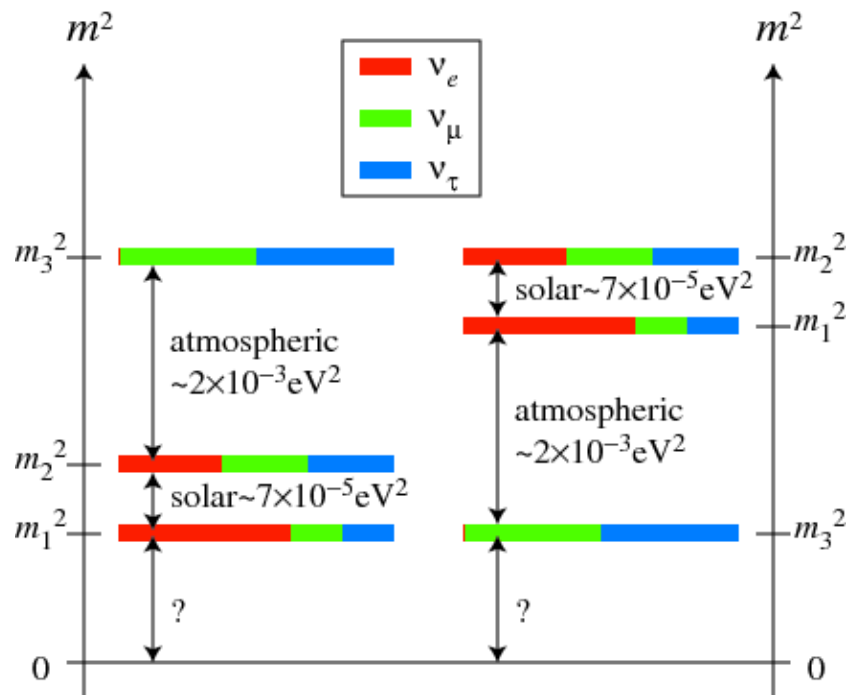 m² m²
νe
νμ
ντ
m₃² m₂²
solar~7×10⁻⁵eV²
m₁²
atmospheric
~2×10⁻³eV²
atmospheric
~2×10⁻³eV²
m₂²
solar~7×10⁻⁵eV²
m₁² m₃²
? ?
0 0